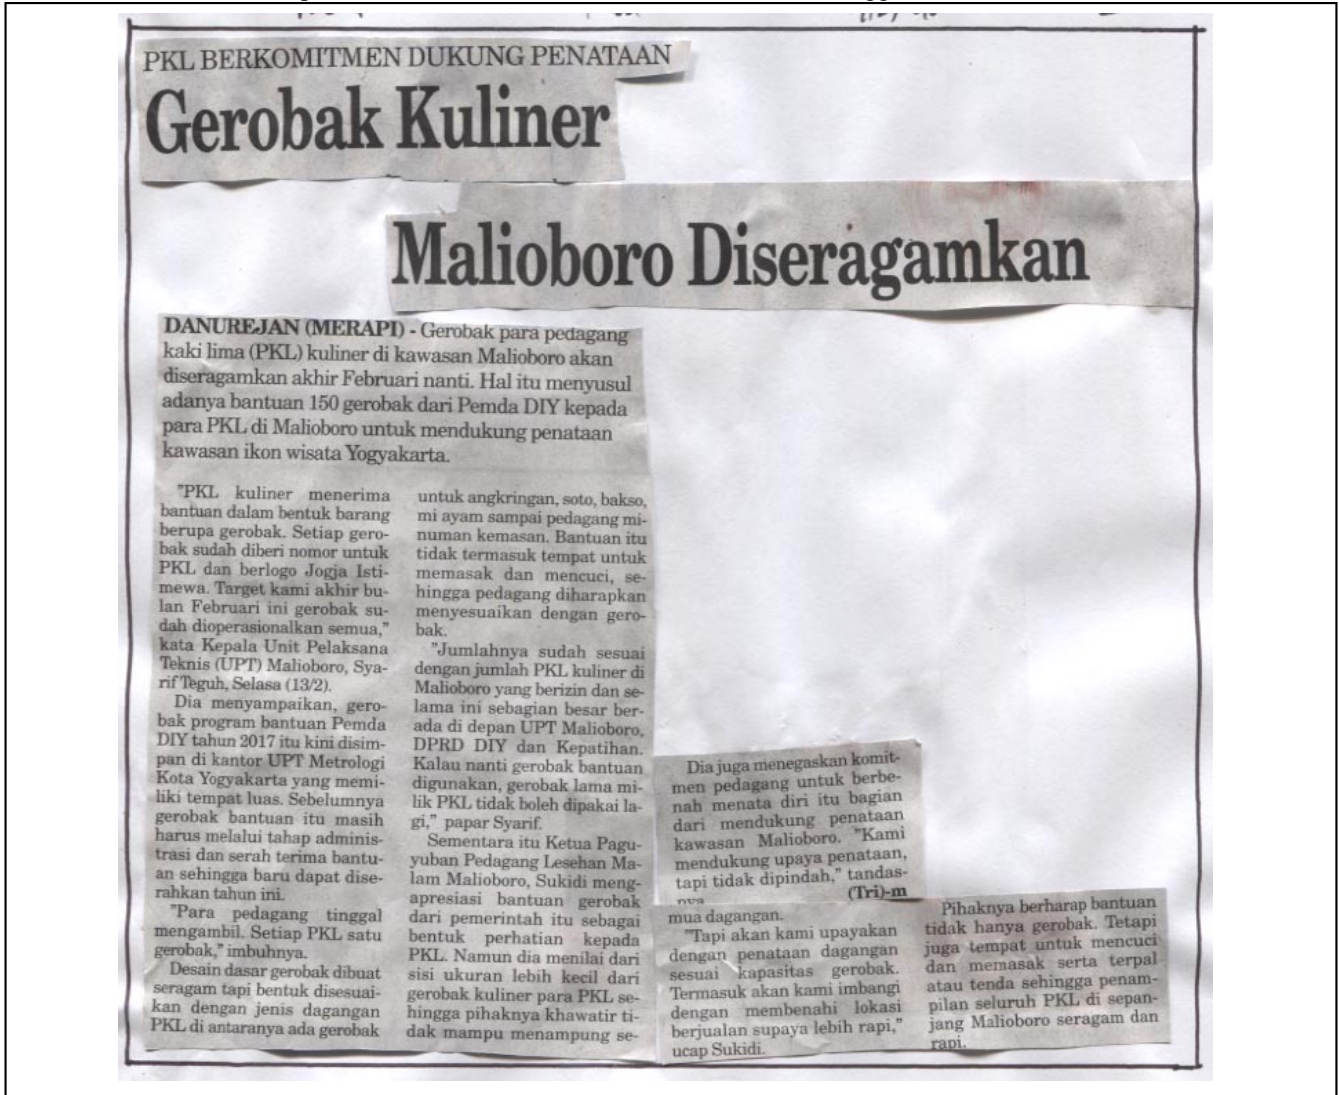 PKL BERKOMITMEN DUKUNG PENATAAN
Gerobak Kuliner
Malioboro Diseragamkan
DANUREJAN (MERAPI) - Gerobak para pedagang
kaki lima (PKL) kuliner di kawasan Malioboro akan
diseragamkan akhir Februari nanti. Hal itu menyusul
adanya bantuan 150 gerobak dari Pemda DIY kepada
para PKL di Malioboro untuk mendukung penataan
kawasan ikon wisata Yogyakarta.
"PKL kuliner menerima
bantuan dalam bentuk barang
berupa gerobak. Setiap gero-
bak sudah diberi nomor untuk
PKL dan berlogo Jogja Isti-
mewa. Target kami akhir bu-
lan Februari ini gerobak su-
dah dioperasionalkan semua,"
kata Kepala Unit Pelaksana
Teknis (UPT) Malioboro, Sya-
rif Teguh, Selasa (13/2).
Dia menyampaikan, gero-
bak program bantuan Pemda
DIY tahun 2017 itu kini disim-
pan di kantor UPT Metrologi
Kota Yogyakarta yang memi-
liki tempat luas. Sebelumnya
gerobak bantuan itu masih
harus melalui tahap adminis-
trasi dan serah terima bantu-
an sehingga baru dapat dise-
rahkan tahun ini.
"Para pedagang tinggal
mengambil. Setiap PKL satu
gerobak," imbuhnya.
Desain dasar gerobak dibuat
seragam tapi bentuk disesuai-
kan dengan jenis dagangan
PKL di antaranya ada gerobak
untuk angkringan, soto, bakso,
mi ayam sampai pedagang mi-
numan kemasan. Bantuan itu
tidak termasuk tempat untuk
memasak dan mencuci, se-
hingga pedagang diharapkan
menyesuaikan dengan gero-
bak.
"Jumlahnya sudah sesuai
dengan jumlah PKL kuliner di
Malioboro yang berizin dan se-
lama ini sebagian besar ber-
ada di depan UPT Malioboro,
DPRD DIY dan Kepatihan.
Kalau nanti gerobak bantuan
digunakan, gerobak lama mi-
lik PKL tidak boleh dipakai la-
gi," papar Syarif.
Sementara itu Ketua Pagu-
yuban Pedagang Lesehan Ma-
lam Malioboro, Sukidi meng-
apresiasi bantuan gerobak
dari pemerintah itu sebagai
bentuk perhatian kepada
PKL. Namun dia menilai dari
sisi ukuran lebih kecil dari
gerobak kuliner para PKL se-
hingga pihaknya khawatir ti-
dak mampu menampung se-
mua dagangan.
"Tapi akan kami upayakan
dengan penataan dagangan
sesuai kapasitas gerobak.
Termasuk akan kami imbangi
dengan membenahi lokasi
berjualan supaya lebih rapi,"
ucap Sukidi.
Pihaknya berharap bantuan
tidak hanya gerobak. Tetapi
juga tempat untuk mencuci
dan memasak serta terpal
atau tenda sehingga penam-
pilan seluruh PKL di sepan-
jang Malioboro seragam dan
rapi.
Dia juga menegaskan komit-
men pedagang untuk berbe-
nah menata diri itu bagian
dari mendukung penataan
kawasan Malioboro. "Kami
mendukung upaya penataan,
tapi tidak dipindah," tandas-
nya.
(Tri)-m